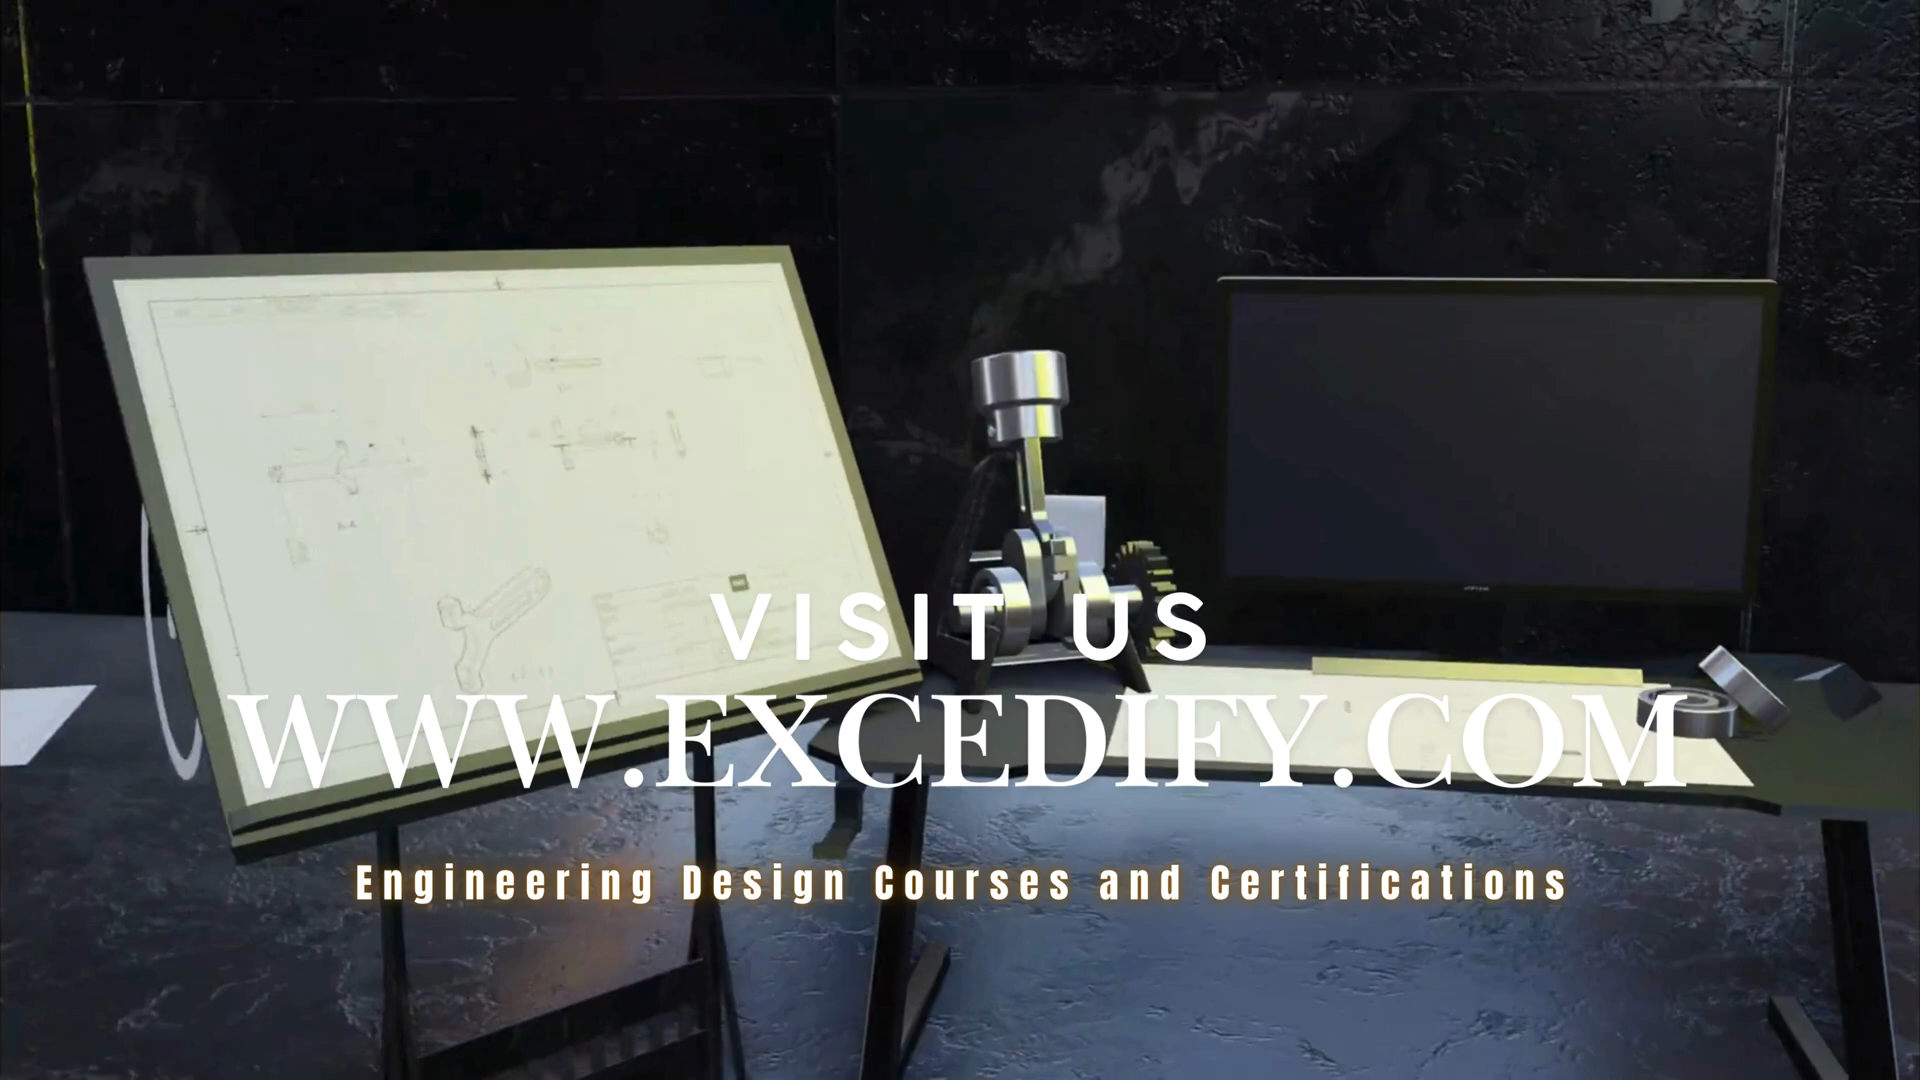 VISIT US
WWW.EXCEDIFY.COM
Engineering Design Courses and Certifications